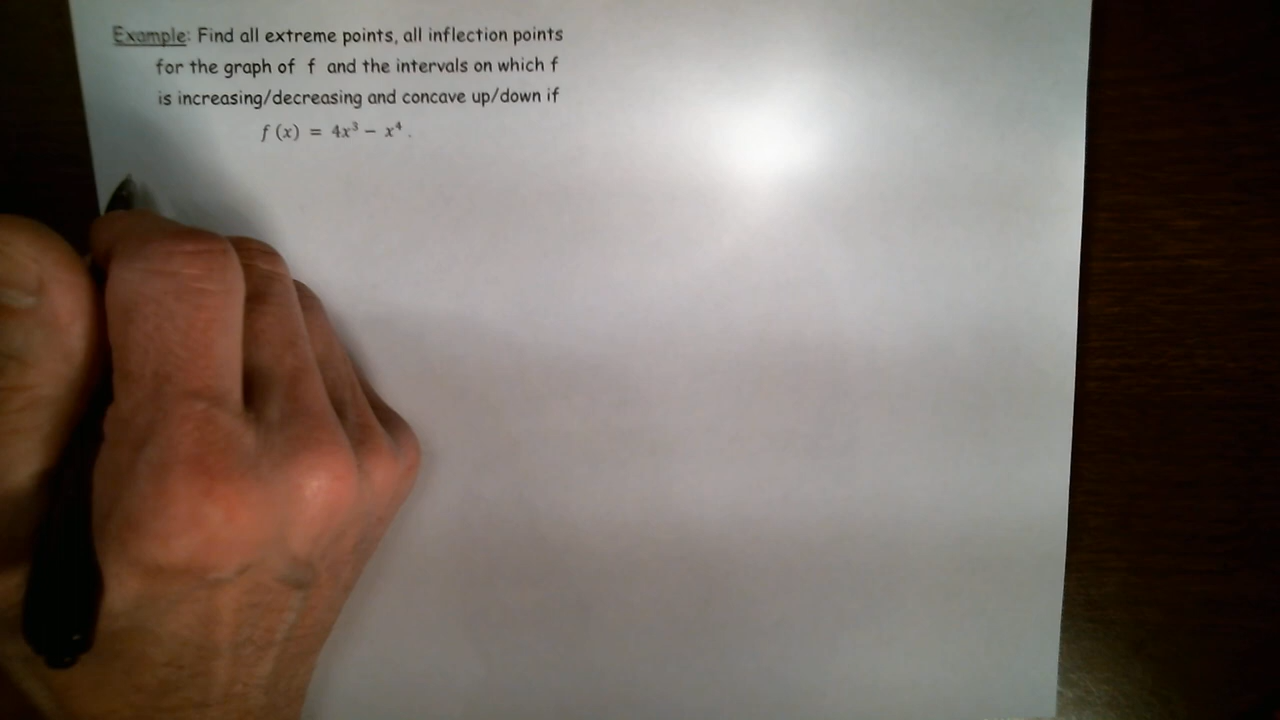 Example: Find all extreme points, all inflection points
for the graph of f and the intervals on which f
is increasing/decreasing and concave up/down if
f (x) = 4x³ − x⁴ .